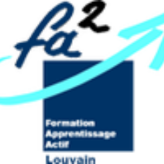 fa²
Formation
Apprentissage
Actif
Louvain